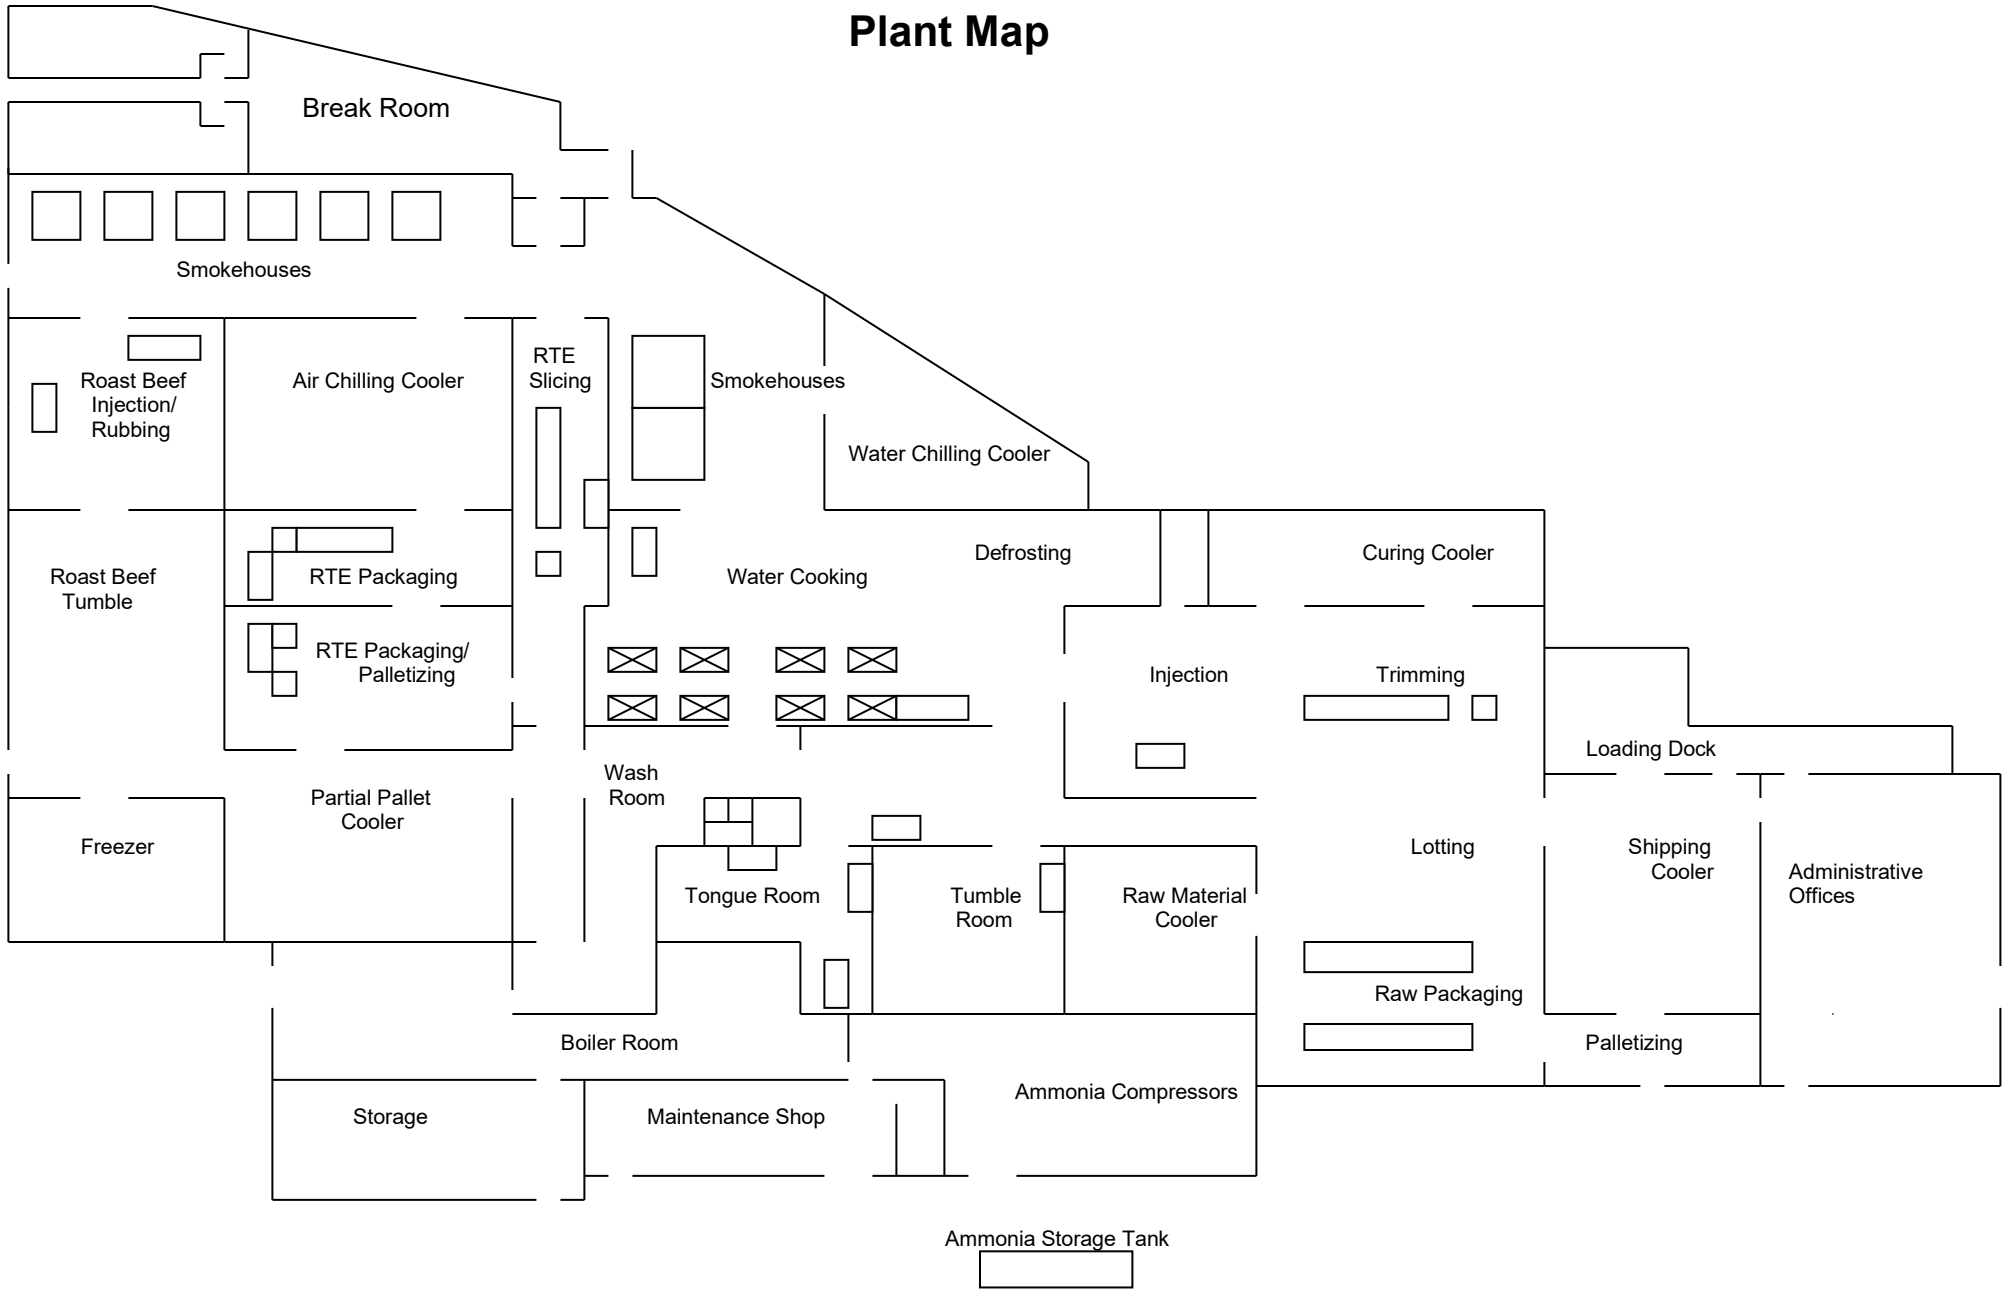 Plant Map
Break Room
Smokehouses
RTE
Slicing
Roast Beef
Injection/
Rubbing
Air Chilling Cooler
Smokehouses
Water Chilling Cooler
Defrosting
Curing Cooler
Roast Beef
Tumble
RTE Packaging
Water Cooking
RTE Packaging/
Palletizing
Injection
Trimming
Loading Dock
Wash
Room
Partial Pallet
Cooler
Freezer
Lotting
Shipping
Cooler
Administrative
Offices
Tongue Room
Tumble
Room
Raw Material
Cooler
Raw Packaging
Boiler Room
Palletizing
Ammonia Compressors
Storage
Maintenance Shop
Ammonia Storage Tank